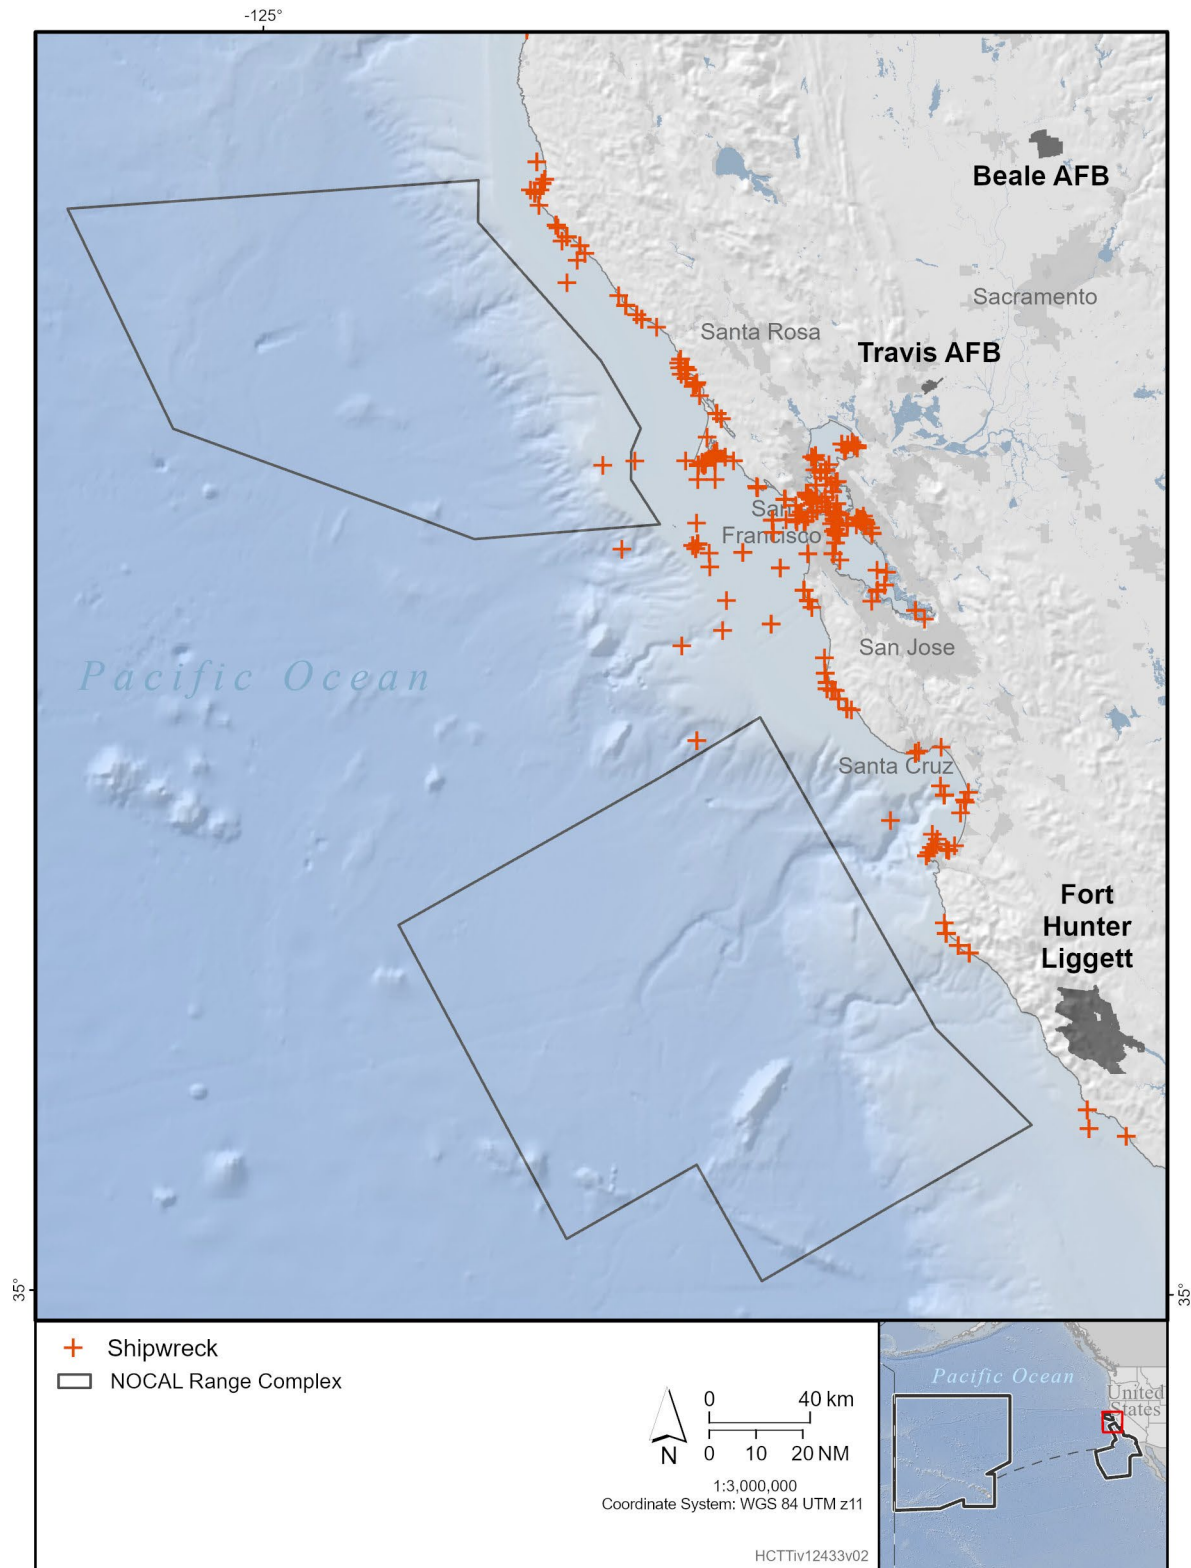 -125°
Beale AFB
Sacramento
Santa Rosa
Travis AFB
San
Francisco
San Jose
Pacific Ocean
Santa Cruz
Fort
Hunter
Liggett
35°
35°
Shipwreck
NOCAL Range Complex
0 40 km
0 10 20 NM
N
1:3,000,000
Coordinate System: WGS 84 UTM z11
HCTTiv12433v02
Pacific Ocean
United
States